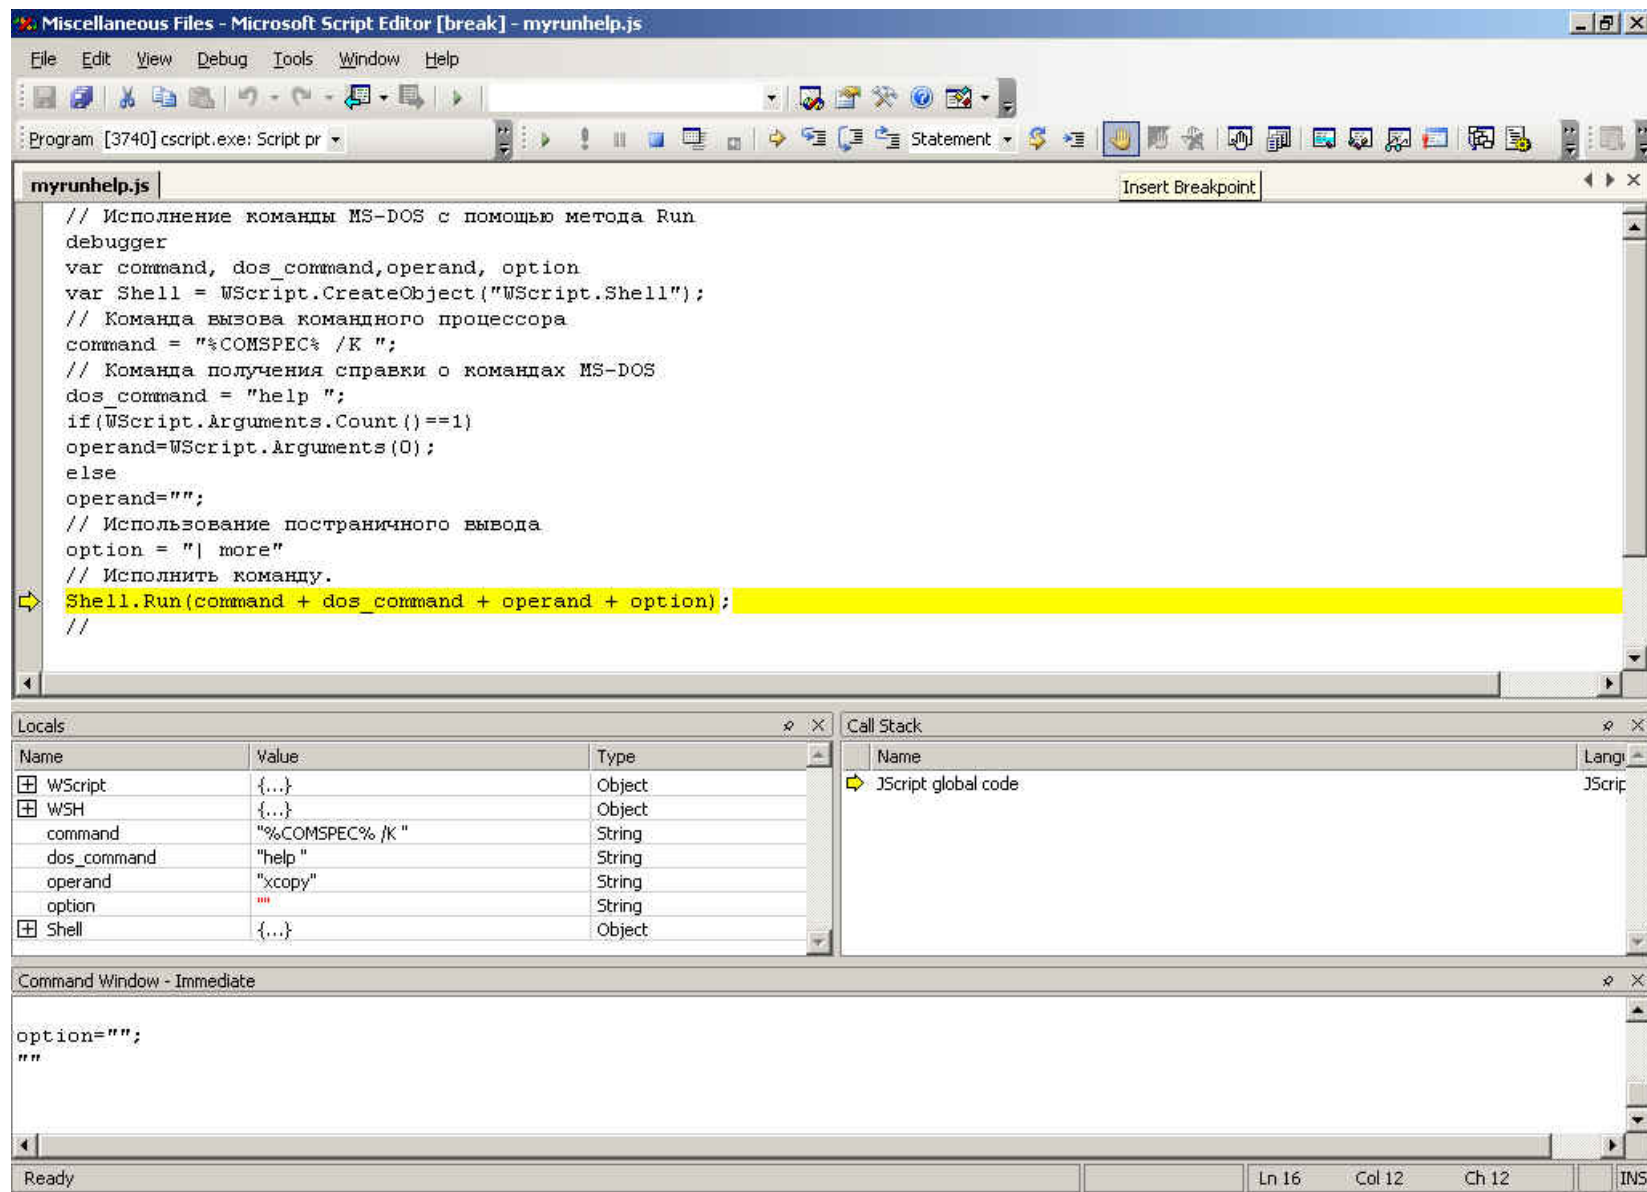 Miscellaneous Files - Microsoft Script Editor [break] - myrunhelp.js
File Edit View Debug Tools Window Help
Program [3740] cscript.exe: Script pr Statement
Insert Breakpoint
myrunhelp.js
// Исполнение команды MS-DOS с помощью метода Run
debugger
var command, dos_command,operand, option
var Shell = WScript.CreateObject("WScript.Shell");
// Команда вызова командного процессора
command = "%COMSPEC% /K ";
// Команда получения справки о командах MS-DOS
dos_command = "help ";
if(WScript.Arguments.Count()==1)
operand=WScript.Arguments(0);
else
operand="";
// Использование постраничного вывода
option = "| more"
// Исполнить команду.
Shell.Run(command + dos_command + operand + option);
//
Locals
Name Value Type
WScript {...} Object
WSH {...} Object
command "%COMSPEC% /K " String
dos_command "help " String
operand "xcopy" String
option "" String
Shell {...} Object
Call Stack
Name Langu
JScript global code JScrip
Command Window - Immediate
option="";
""
Ready Ln 16 Col 12 Ch 12 INS